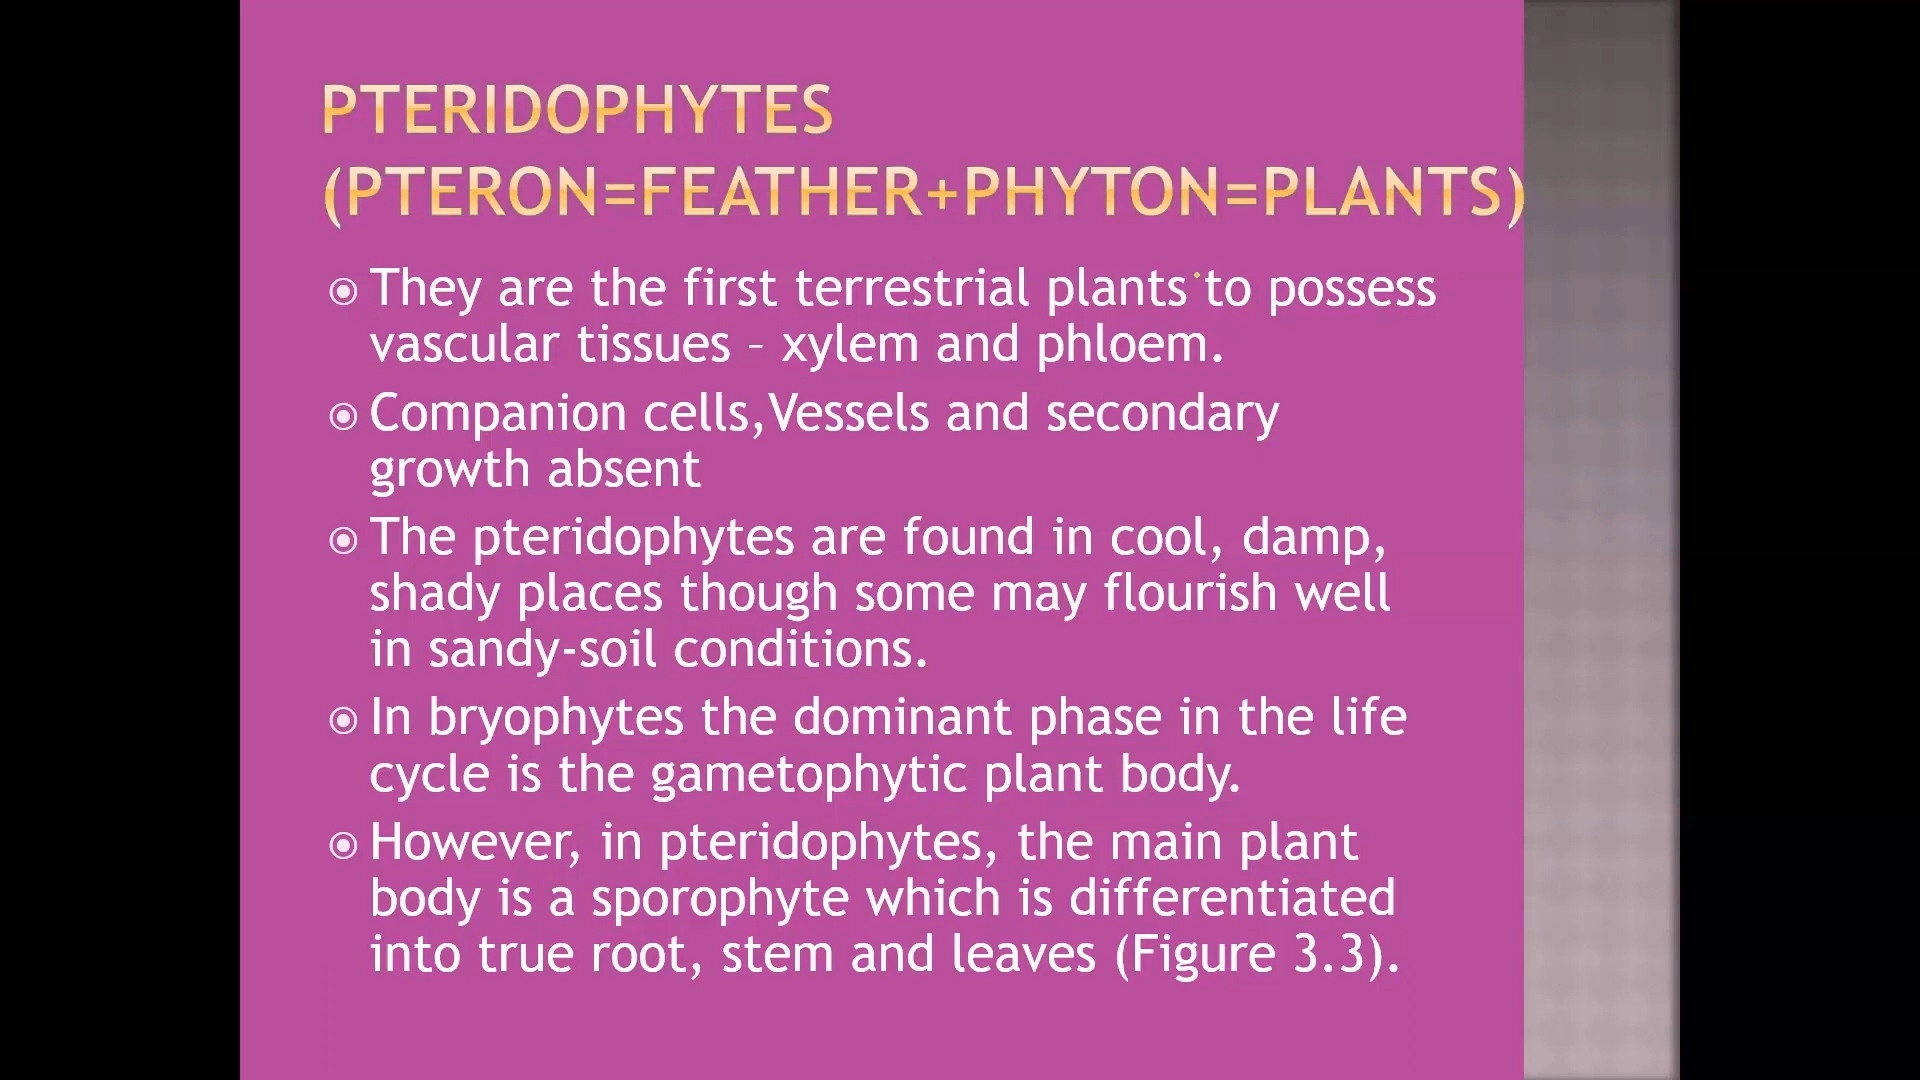 PTERIDOPHYTES
(PTERON=FEATHER+PHYTON=PLANTS)
They are the first terrestrial plants to possess
vascular tissues – xylem and phloem.
Companion cells,Vessels and secondary
growth absent
The pteridophytes are found in cool, damp,
shady places though some may flourish well
in sandy-soil conditions.
In bryophytes the dominant phase in the life
cycle is the gametophytic plant body.
However, in pteridophytes, the main plant
body is a sporophyte which is differentiated
into true root, stem and leaves (Figure 3.3).